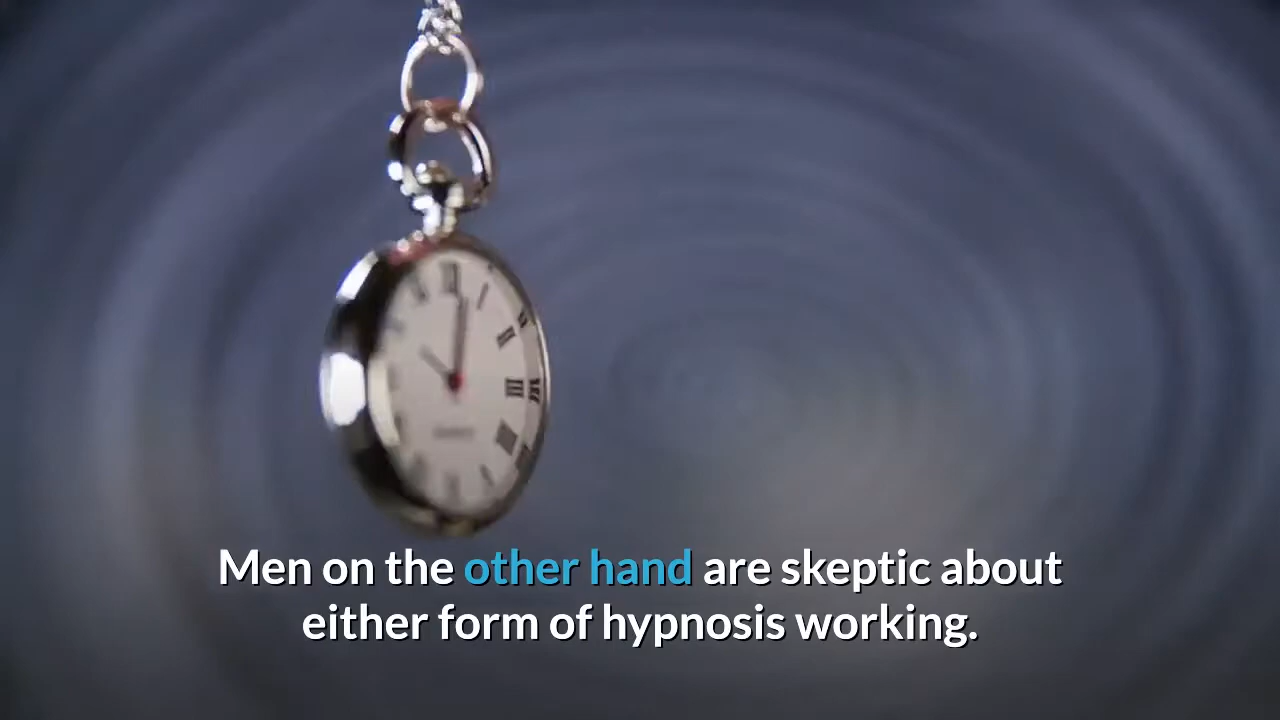 Men on the other hand are skeptic about
either form of hypnosis working.